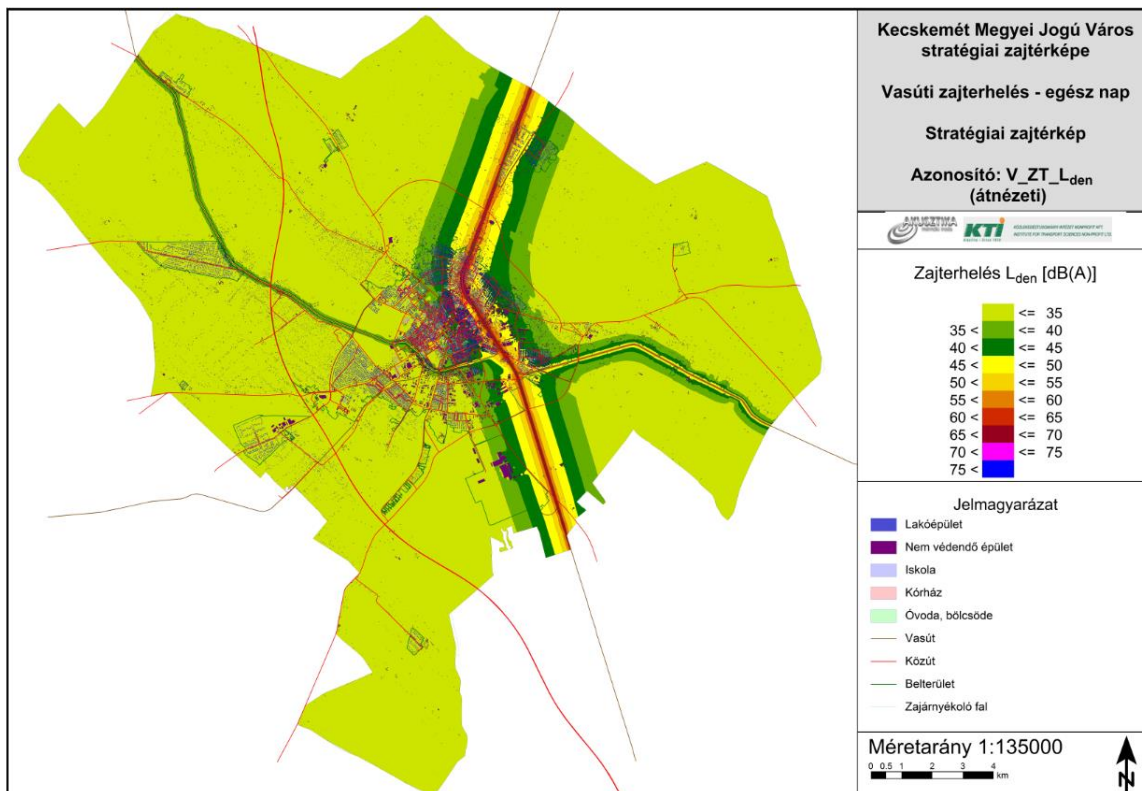 Kecskemét Megyei Jogú Város
stratégiai zajtérképe
Vasúti zajterhelés - egész nap
Stratégiai zajtérkép
Azonosító: V_ZT_Lden
(átnézeti)
KTI
Zajterhelés Lden [dB(A)]
<= 35
35 < <= 40
40 < <= 45
45 < <= 50
50 < <= 55
55 < <= 60
60 < <= 65
65 < <= 70
70 < <= 75
75 <
Jelmagyarázat
Lakóépület
Nem védendő épület
Iskola
Kórház
Óvoda, bölcsöde
Vasút
Közút
Belterület
Zajárnyékoló fal
Méretarány 1:135000
0 0.5 1 2 3 4
km
N